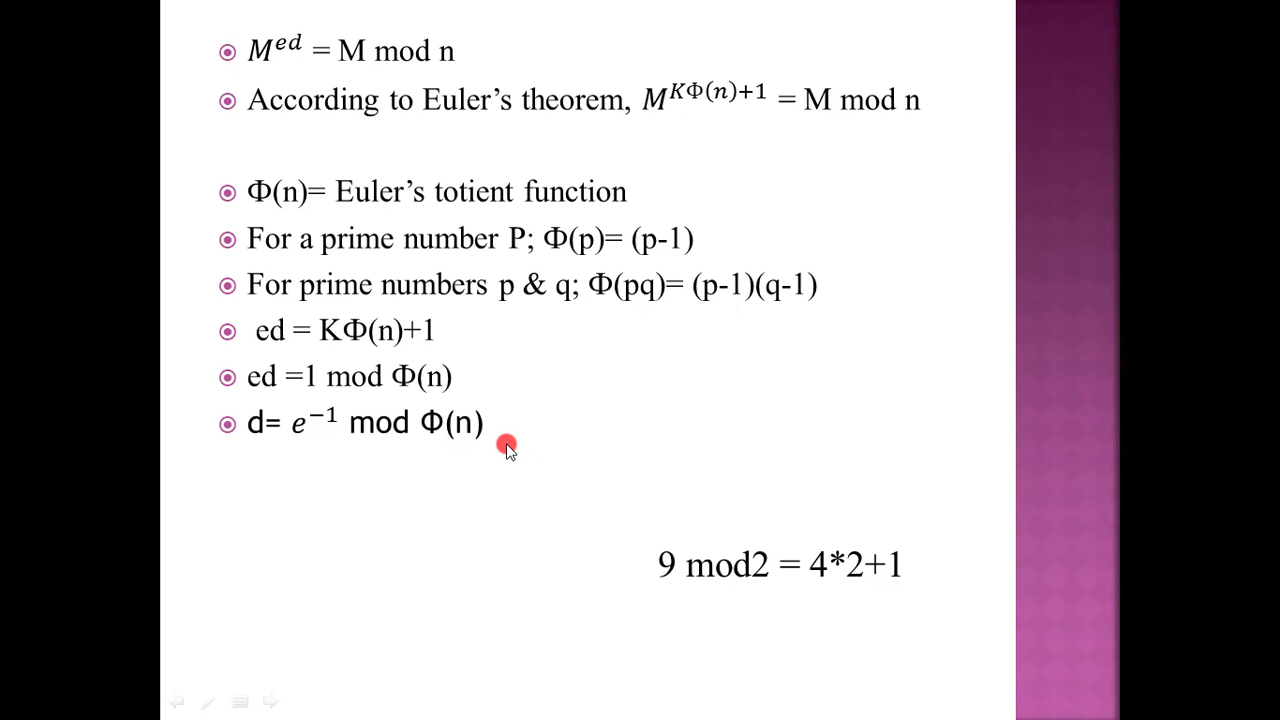 M^{ed} = M mod n
According to Euler’s theorem, M^{KΦ(n)+1} = M mod n
Φ(n)= Euler’s totient function
For a prime number P; Φ(p)= (p-1)
For prime numbers p & q; Φ(pq)= (p-1)(q-1)
ed = KΦ(n)+1
ed =1 mod Φ(n)
d= e^{−1} mod Φ(n)
9 mod2 = 4*2+1